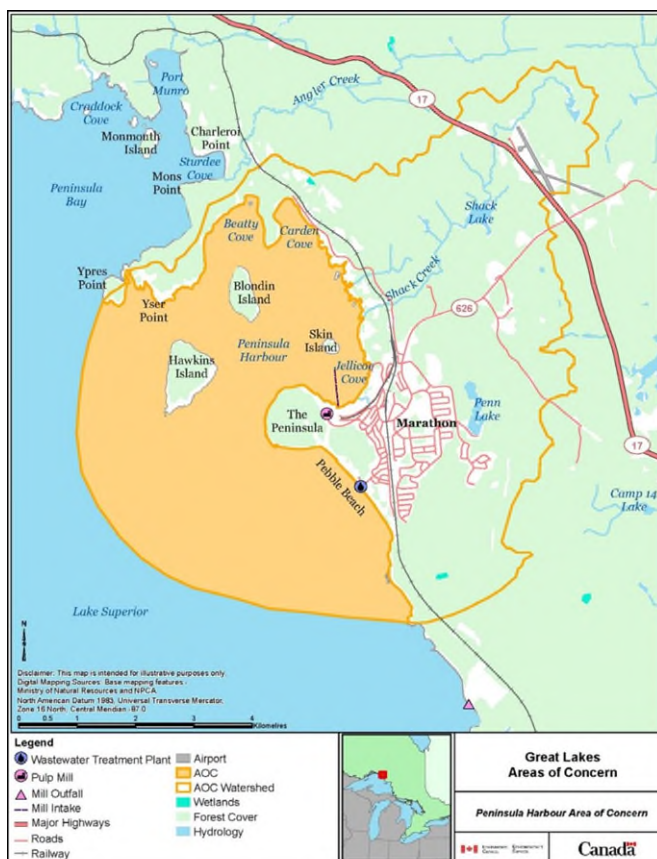 Port
Munro
Craddock
Cove
Angler Creek
17
Monmouth
Island
Charleroi
Point
Sturdee
Cove
Mons
Point
Peninsula
Bay
Shack
Lake
Beatty
Cove
Carden
Cove
Ypres
Point
Yser
Point
Blondin
Island
Shack Creek
626
Peninsula
Harbour
Skin
Island
Hawkins
Island
Jellicoe
Cove
The
Peninsula
Marathon
Penn
Lake
17
Pebble Beach
Camp 14
Lake
Lake Superior
N
Disclaimer: This map is intended for illustrative purposes only.
Digital Mapping Sources: Base mapping features -
Ministry of Natural Resources and NPCA
North American Datum 1983, Universal Transverse Mercator,
Zone 16 North, Central Meridian -87.0
0 0.5 1 2 3 4
Kilometres
Legend
Wastewater Treatment Plant
Pulp Mill
Mill Outfall
Mill Intake
Major Highways
Roads
Railway
Airport
AOC
AOC Watershed
Wetlands
Forest Cover
Hydrology
Great Lakes
Areas of Concern
Peninsula Harbour Area of Concern
Canada